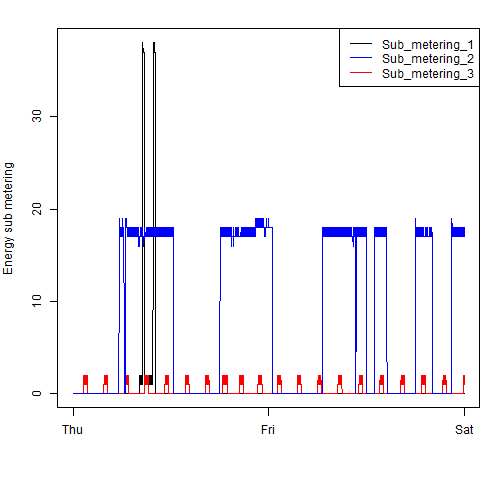 Sub_metering_1
Sub_metering_2
Sub_metering_3
Energy sub metering
30
20
10
0
Thu
Fri
Sat